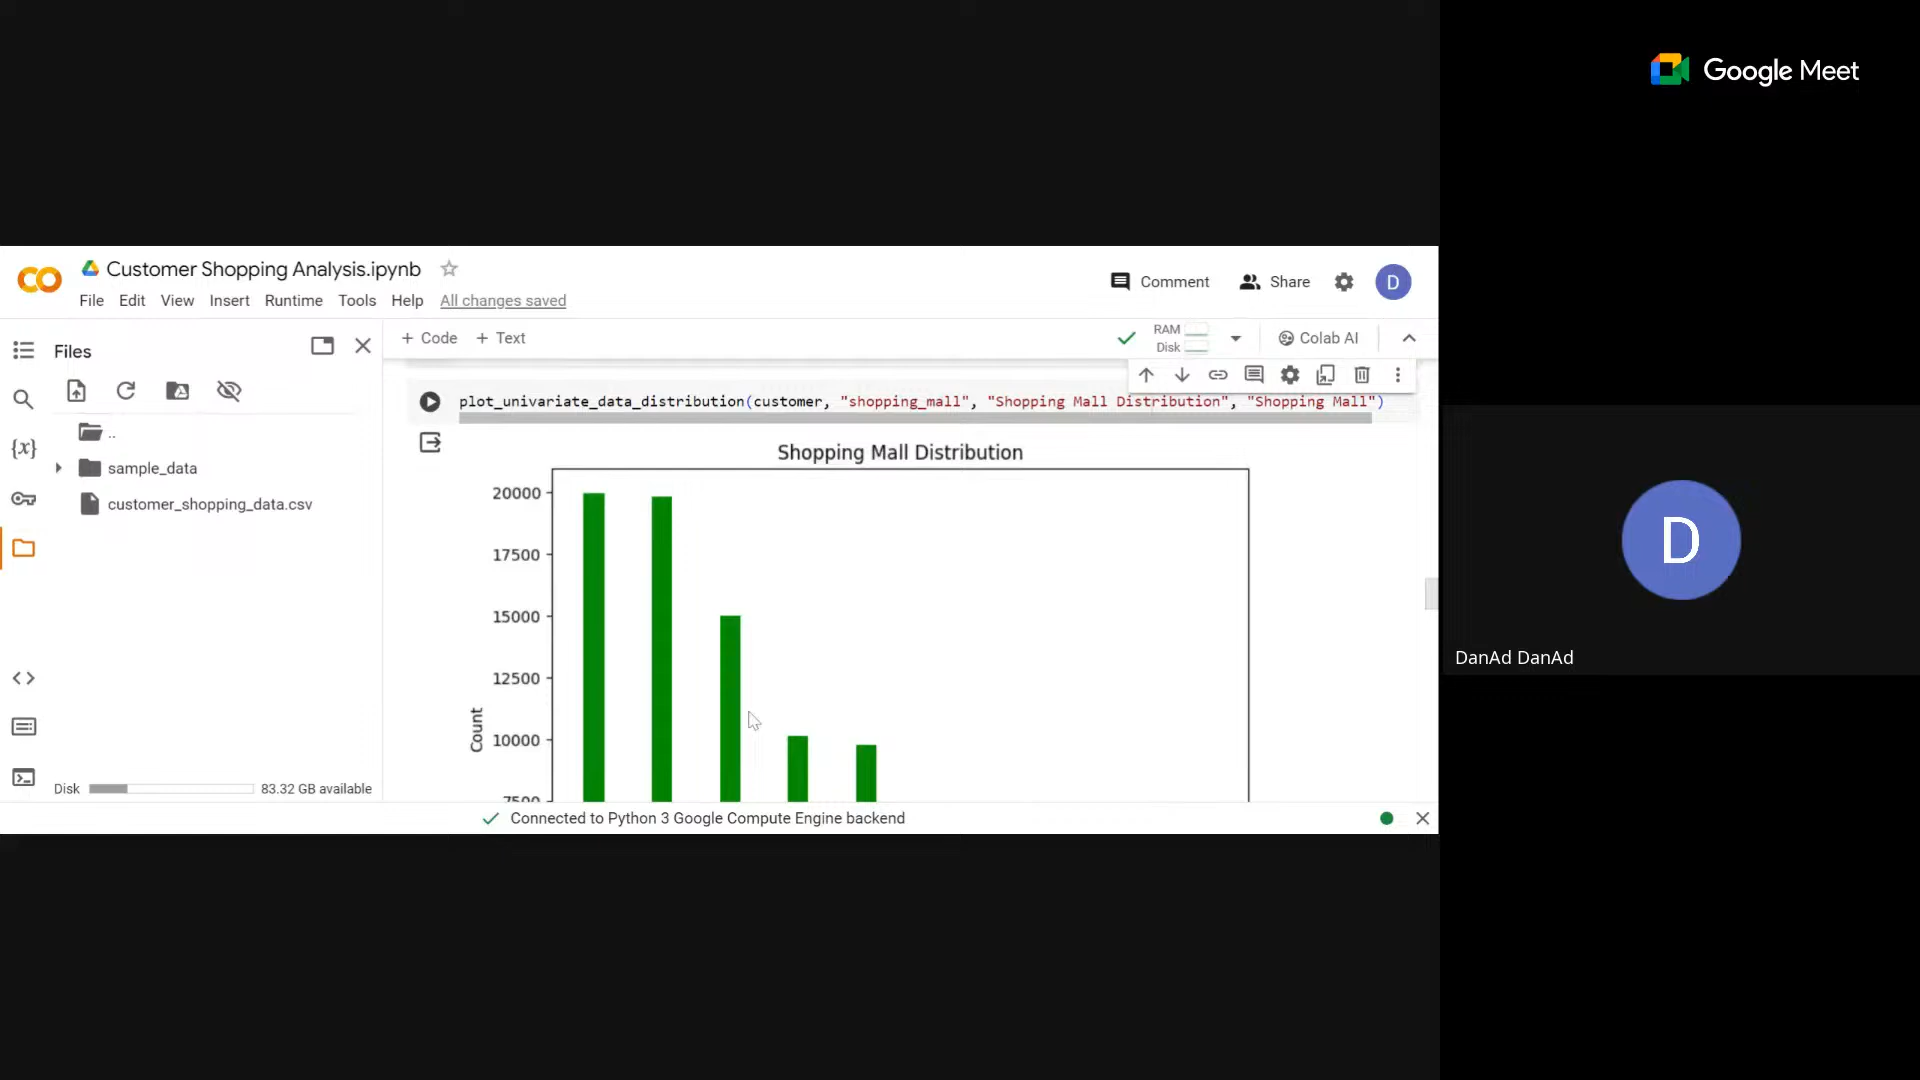 Google Meet
Customer Shopping Analysis.ipynb
File Edit View Insert Runtime Tools Help All changes saved
Comment Share D
Files
+ Code + Text
RAM
Disk
Colab AI
..
sample_data
customer_shopping_data.csv
{x}
plot_univariate_data_distribution(customer, "shopping_mall", "Shopping Mall Distribution", "Shopping Mall")
Shopping Mall Distribution
20000
17500
15000
12500
10000
7500
Count
Disk 83.32 GB available
Connected to Python 3 Google Compute Engine backend
D
DanAd DanAd